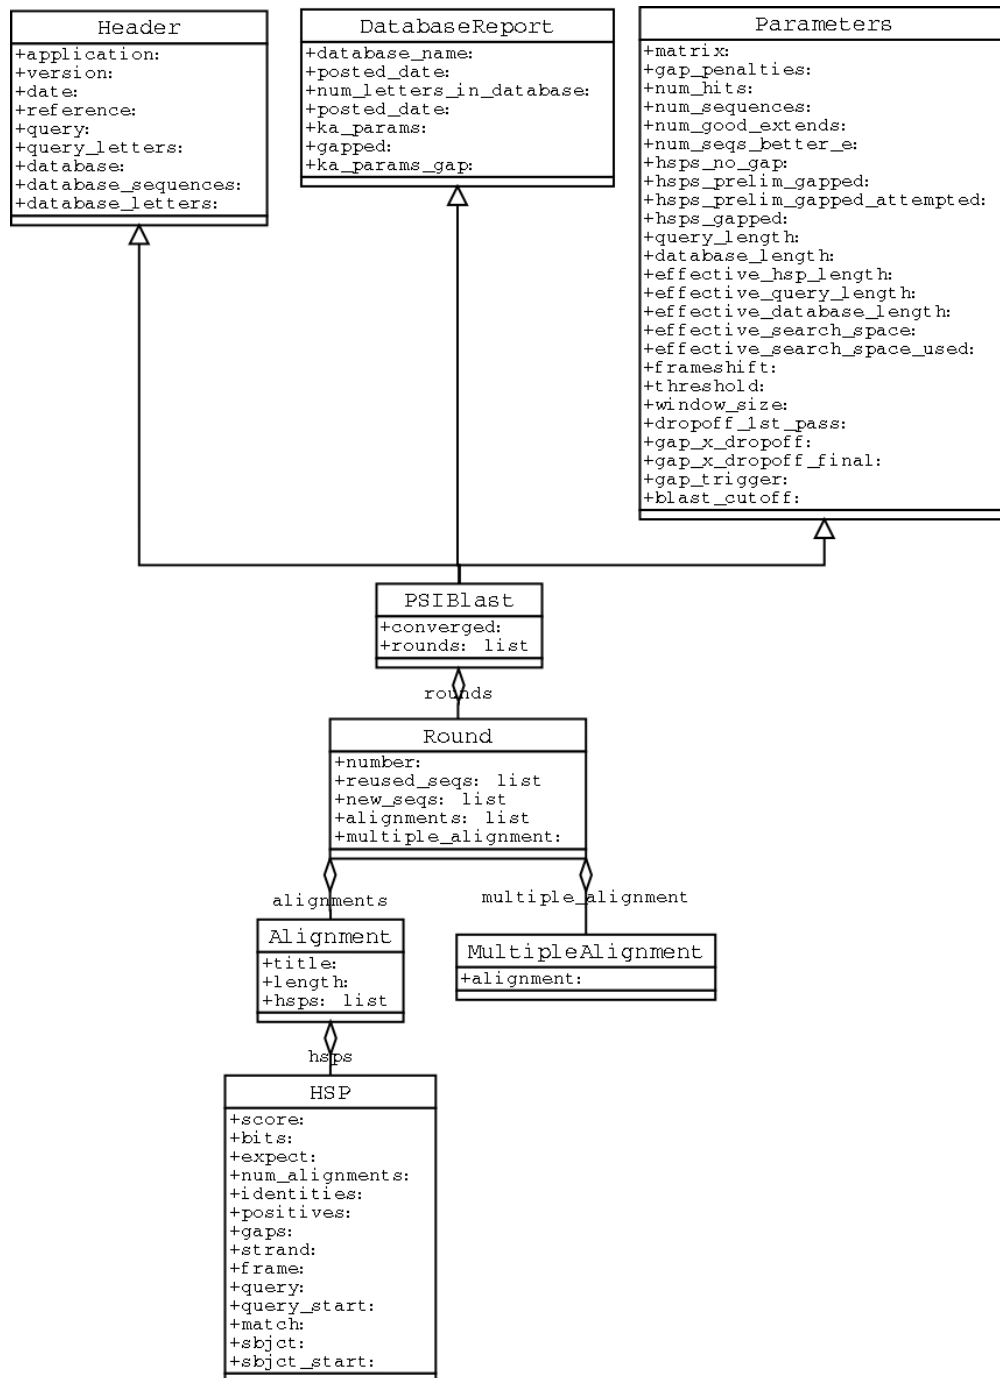 Header
+application:
+version:
+date:
+reference:
+query:
+query_letters:
+database:
+database_sequences:
+database_letters:
DatabaseReport
+database_name:
+posted_date:
+num_letters_in_database:
+posted_date:
+ka_params:
+gapped:
+ka_params_gap:
Parameters
+matrix:
+gap_penalties:
+num_hits:
+num_sequences:
+num_good_extends:
+num_seqs_better_e:
+hsps_no_gap:
+hsps_prelim_gapped:
+hsps_prelim_gapped_attempted:
+hsps_gapped:
+query_length:
+database_length:
+effective_hsp_length:
+effective_query_length:
+effective_database_length:
+effective_search_space:
+effective_search_space_used:
+frameshift:
+threshold:
+window_size:
+dropoff_1st_pass:
+gap_x_dropoff:
+gap_x_dropoff_final:
+gap_trigger:
+blast_cutoff:
PSIBlast
+converged:
+rounds: list
rounds
Round
+number:
+reused_seqs: list
+new_seqs: list
+alignments: list
+multiple_alignment:
alignments
multiple_alignment
Alignment
+title:
+length:
+hsps: list
MultipleAlignment
+alignment:
hsps
HSP
+score:
+bits:
+expect:
+num_alignments:
+identities:
+positives:
+gaps:
+strand:
+frame:
+query:
+query_start:
+match:
+sbjct:
+sbjct_start: